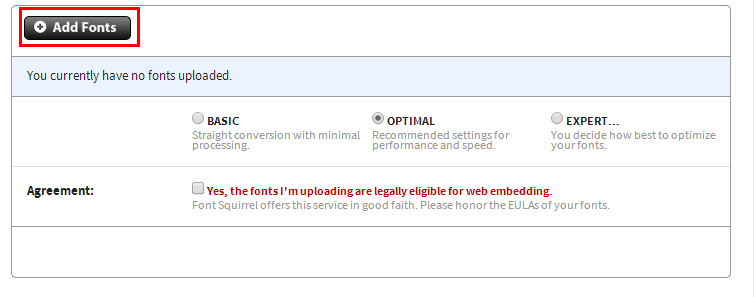 Add Fonts
You currently have no fonts uploaded.
BASIC
Straight conversion with minimal
processing.
OPTIMAL
Recommended settings for
performance and speed.
EXPERT...
You decide how best to optimize
your fonts.
Agreement:
Yes, the fonts I'm uploading are legally eligible for web embedding.
Font Squirrel offers this service in good faith. Please honor the EULAs of your fonts.